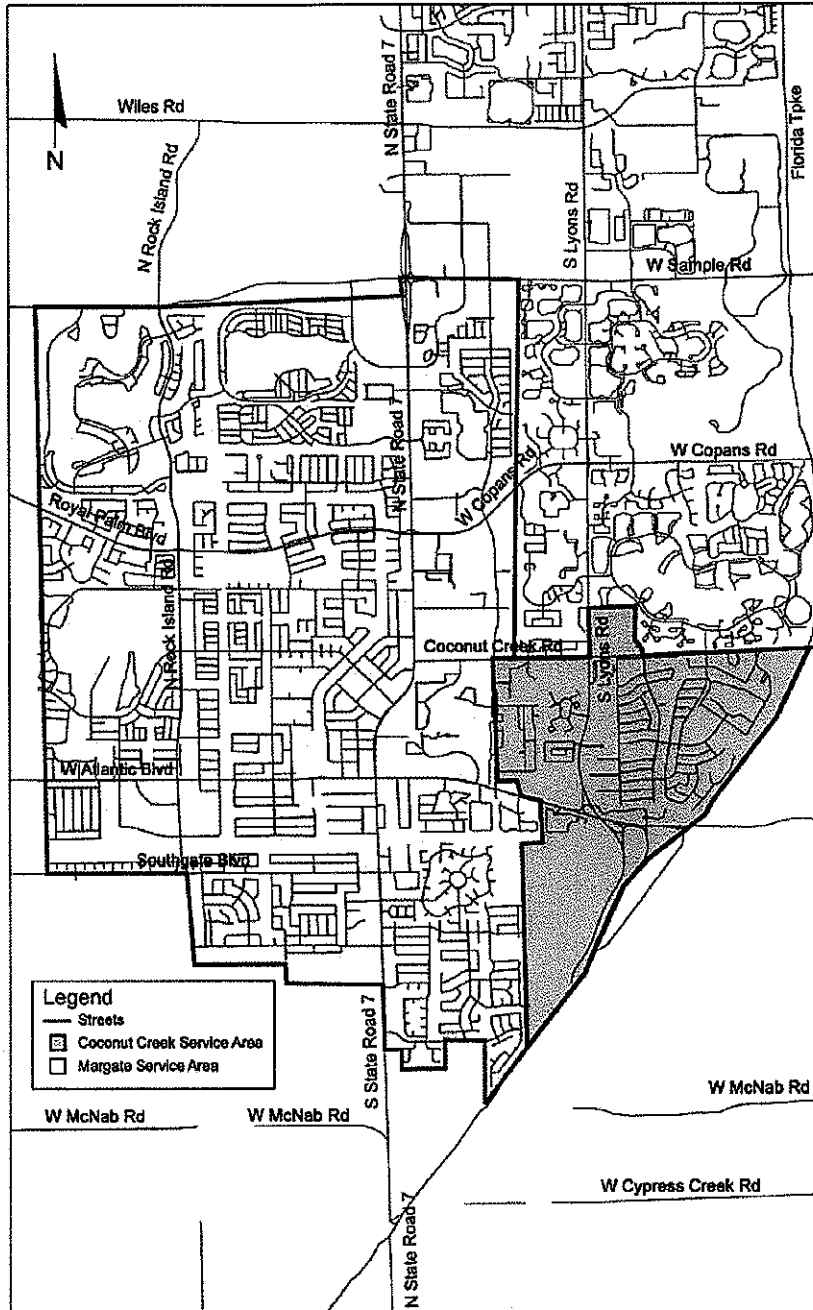 Wiles Rd
N
N Rock Island Rd
N State Road 7
S Lyons Rd
Florida Tpke
W Sample Rd
N State Road 7
W Copans Rd
W Copans Rd
Royal Palm Blvd
N Rock Island Rd
Coconut Creek Rd
S Lyons Rd
W Atlantic Blvd
Southgate Blvd
Legend
Streets
Coconut Creek Service Area
Margate Service Area
S State Road 7
W McNab Rd
W McNab Rd
W McNab Rd
W Cypress Creek Rd
N State Road 7